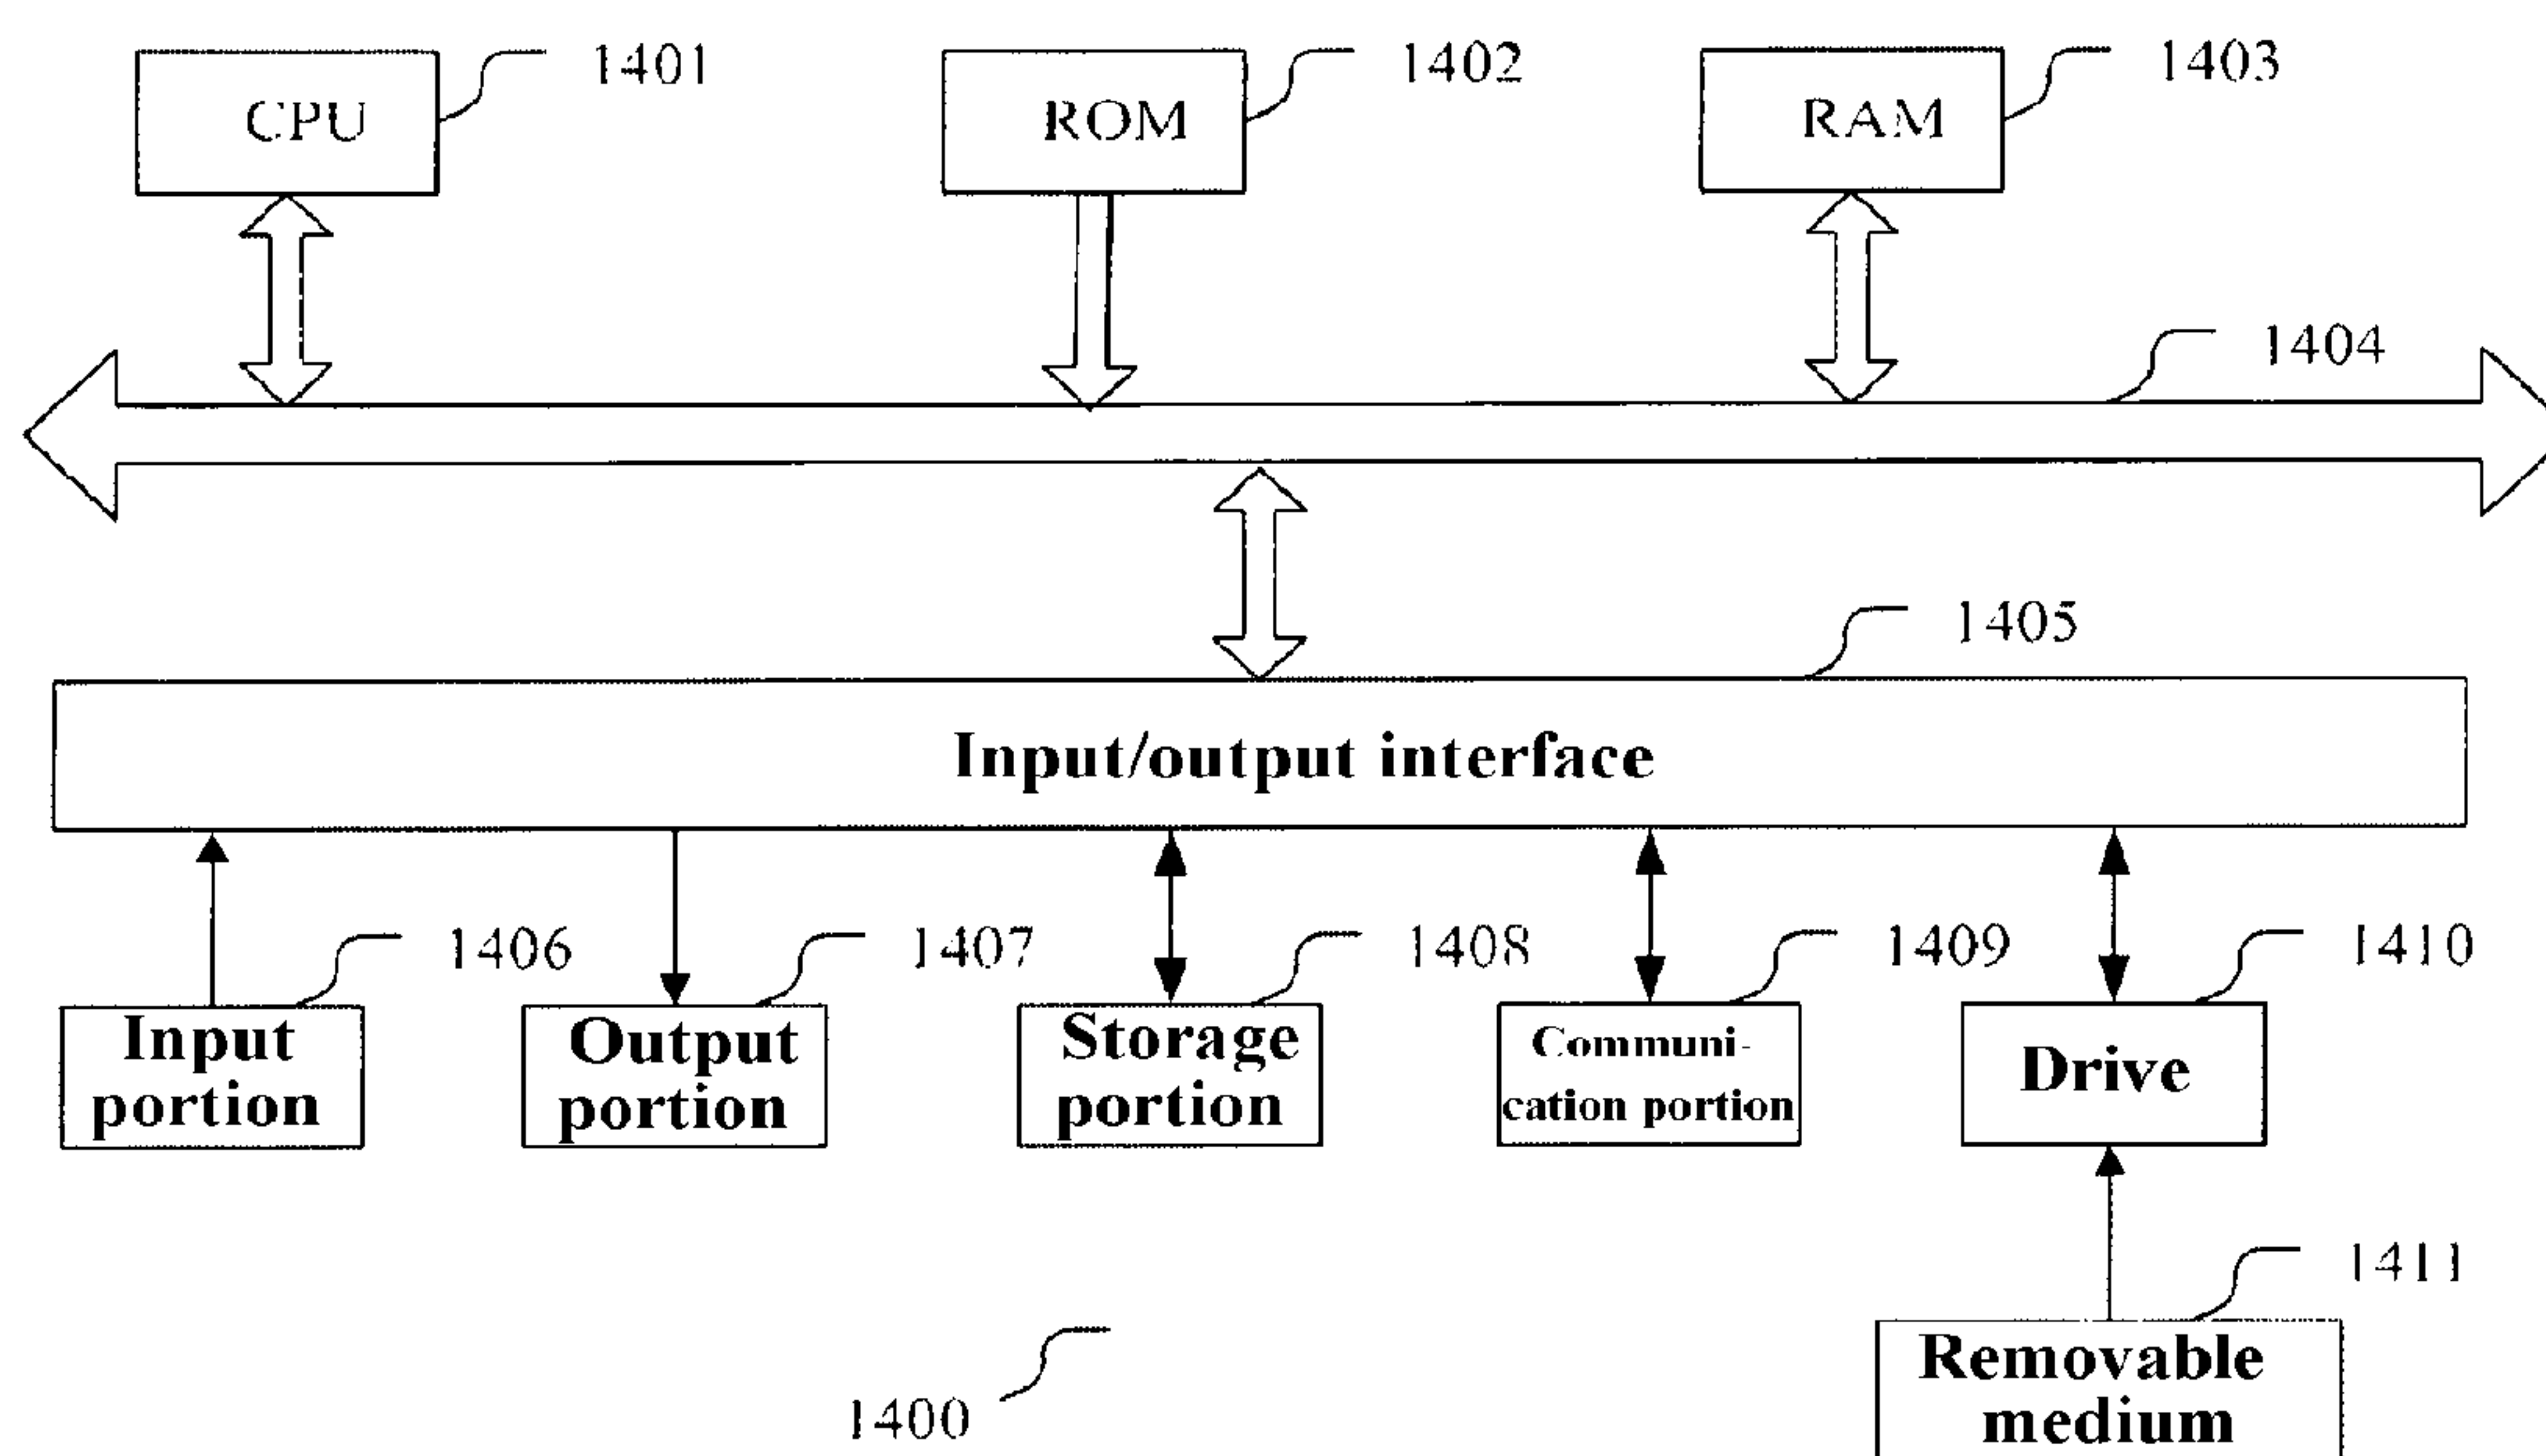 CPU 1401
ROM 1402
RAM 1403
1404
1405
Input/output interface
1406
1407
1408
1409
1410
Input
portion
Output
portion
Storage
portion
Communi-
cation portion
Drive
1411
Removable
medium
1400